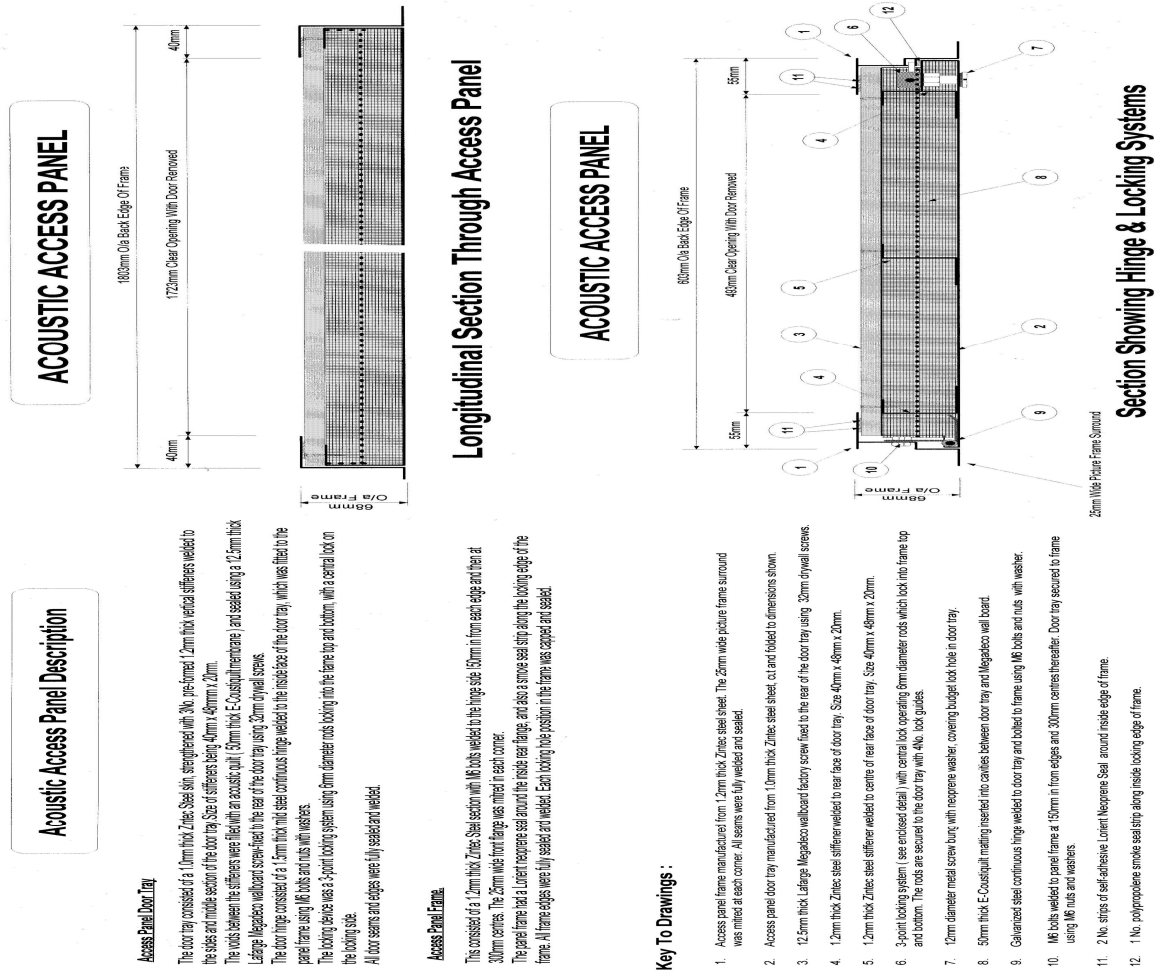 Acoustic Access Panel Description
Access Panel Door Tray
The door tray consisted of a 1.0mm thick Zintec Steel skin, strengthened with 3No. pre-formed 1.2mm thick vertical stiffeners welded to
the sides and middle section of the door tray. Size of stiffeners being 40mm x 48mmm x 20mm.
The voids between the stiffeners were filled with an acoustic quilt ( 50mm thick E-Coustiquilt membrane ) and sealed using a 12.5mm thick
Lafarge Megadeco wallboard screw-fixed to the rear of the door tray using 32mm drywall screws.
The door hinge consisted of a 1.5mm thick mild steel continuous hinge welded to the inside face of the door tray, which was fitted to the
panel frame using M6 bolts and nuts with washers.
The locking device was a 3-point locking system using 6mm diameter rods locking into the frame top and bottom, with a central lock on
the locking side.
All door seams and edges were fully sealed and welded.
Access Panel Frame.
This consisted of a 1.2mm thick Zintec Steel section with M6 bolts welded to the hinge side 150mm in from each edge and then at
300mm centres. The 25mm wide front flange was mitred in each corner.
The panel frame had a Lorient neoprene seal around the inside rear flange, and also a smoke seal strip along the locking edge of the
frame. All frame edges were fully sealed and welded. Each locking hole position in the frame was capped and sealed.
ACOUSTIC ACCESS PANEL
1803mm O/a Back Edge Of Frame
40mm
1723mm Clear Opening With Door Removed
40mm
68mm
O/a Frame
Longitudinal Section Through Access Panel
Key To Drawings :
1. Access panel frame manufactured from 1.2mm thick Zintec steel sheet. The 25mm wide picture frame surround
was mitred at each corner. All seams were fully welded and sealed.
2. Access panel door tray manufactured from 1.0mm thick Zintec steel sheet, cut and folded to dimensions shown.
3. 12.5mm thick Lafarge Megadeco wallboard factory screw fixed to the rear of the door tray using 32mm drywall screws.
4. 1.2mm thick Zintec steel stiffener welded to rear face of door tray. Size 40mm x 48mm x 20mm.
5. 1.2mm thick Zintec steel stiffener welded to centre of rear face of door tray. Size 40mm x 48mm x 20mm.
6. 3-point locking system ( see enclosed detail ) with central lock operating 6mm diameter rods which lock into frame top
and bottom. The rods are secured to the door tray with 4No. lock guides.
7. 12mm diameter metal screw bung with neoprene washer, covering budget lock hole in door tray.
8. 50mm thick E-Coustiquilt matting inserted into cavities between door tray and Megadeco wall board.
9. Galvanized steel continuous hinge welded to door tray and bolted to frame using M6 bolts and nuts with washer.
10. M6 bolts welded to panel frame at 150mm in from edges and 300mm centres thereafter. Door tray secured to frame
using M6 nuts and washers.
11. 2 No. strips of self-adhesive Lorient Neoprene Seal around inside edge of frame.
12. 1 No. polypropolene smoke seal strip along inside locking edge of frame.
ACOUSTIC ACCESS PANEL
603mm O/a Back Edge Of Frame
55mm
493mm Clear Opening With Door Removed
55mm
1
11
4
3
5
4
11
1
6
12
10
68mm
O/a Frame
9
2
8
7
25mm Wide Picture Frame Surround
Section Showing Hinge & Locking Systems